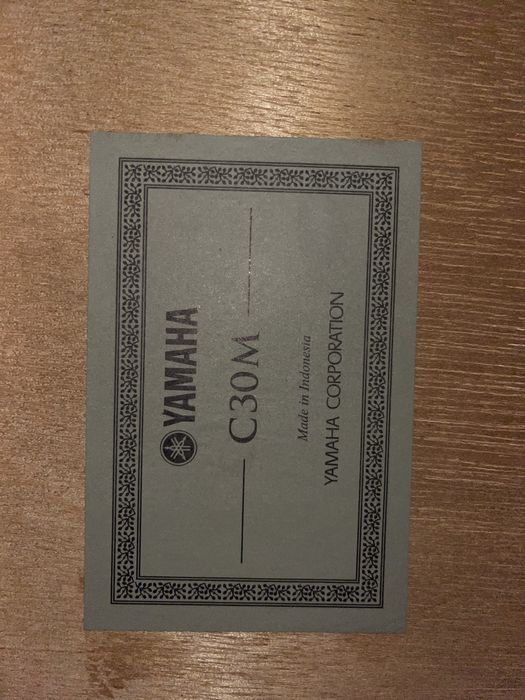 YAMAHA
C30M
Made in Indonesia
YAMAHA CORPORATION